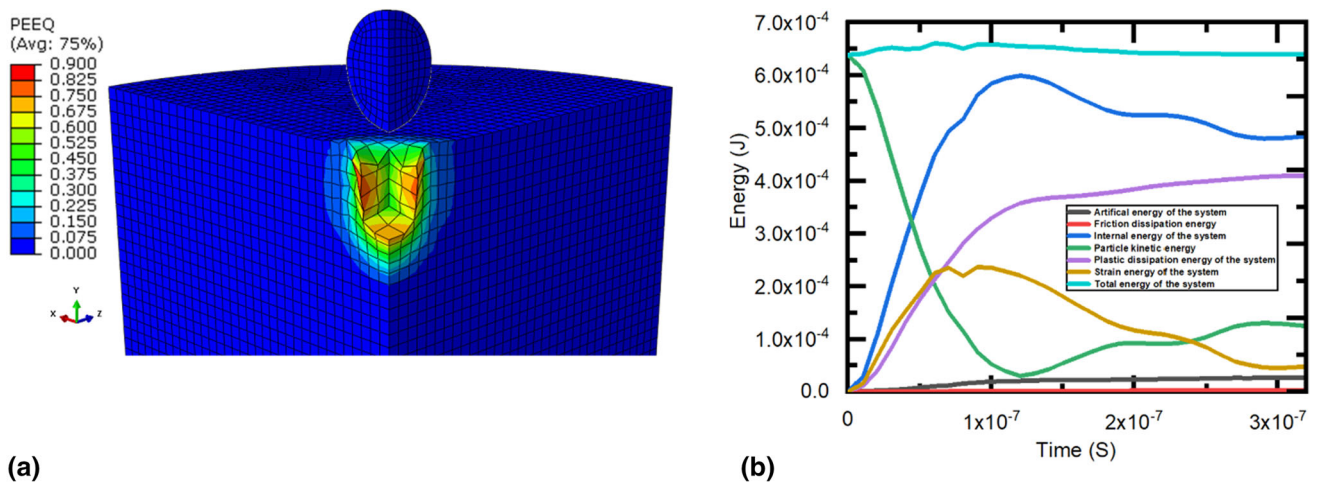 PEEQ
(Avg: 75%)
0.900
0.825
0.750
0.675
0.600
0.525
0.450
0.375
0.300
0.225
0.150
0.075
0.000
Y
X
Z
(a)
(b)
7.0x10-4
6.0x10-4
5.0x10-4
4.0x10-4
3.0x10-4
2.0x10-4
1.0x10-4
0.0
Energy (J)
Artifical energy of the system
Friction dissipation energy
Internal energy of the system
Particle kinetic energy
Plastic dissipation energy of the system
Strain energy of the system
Total energy of the system
0
1x10-7
2x10-7
3x10-7
Time (S)